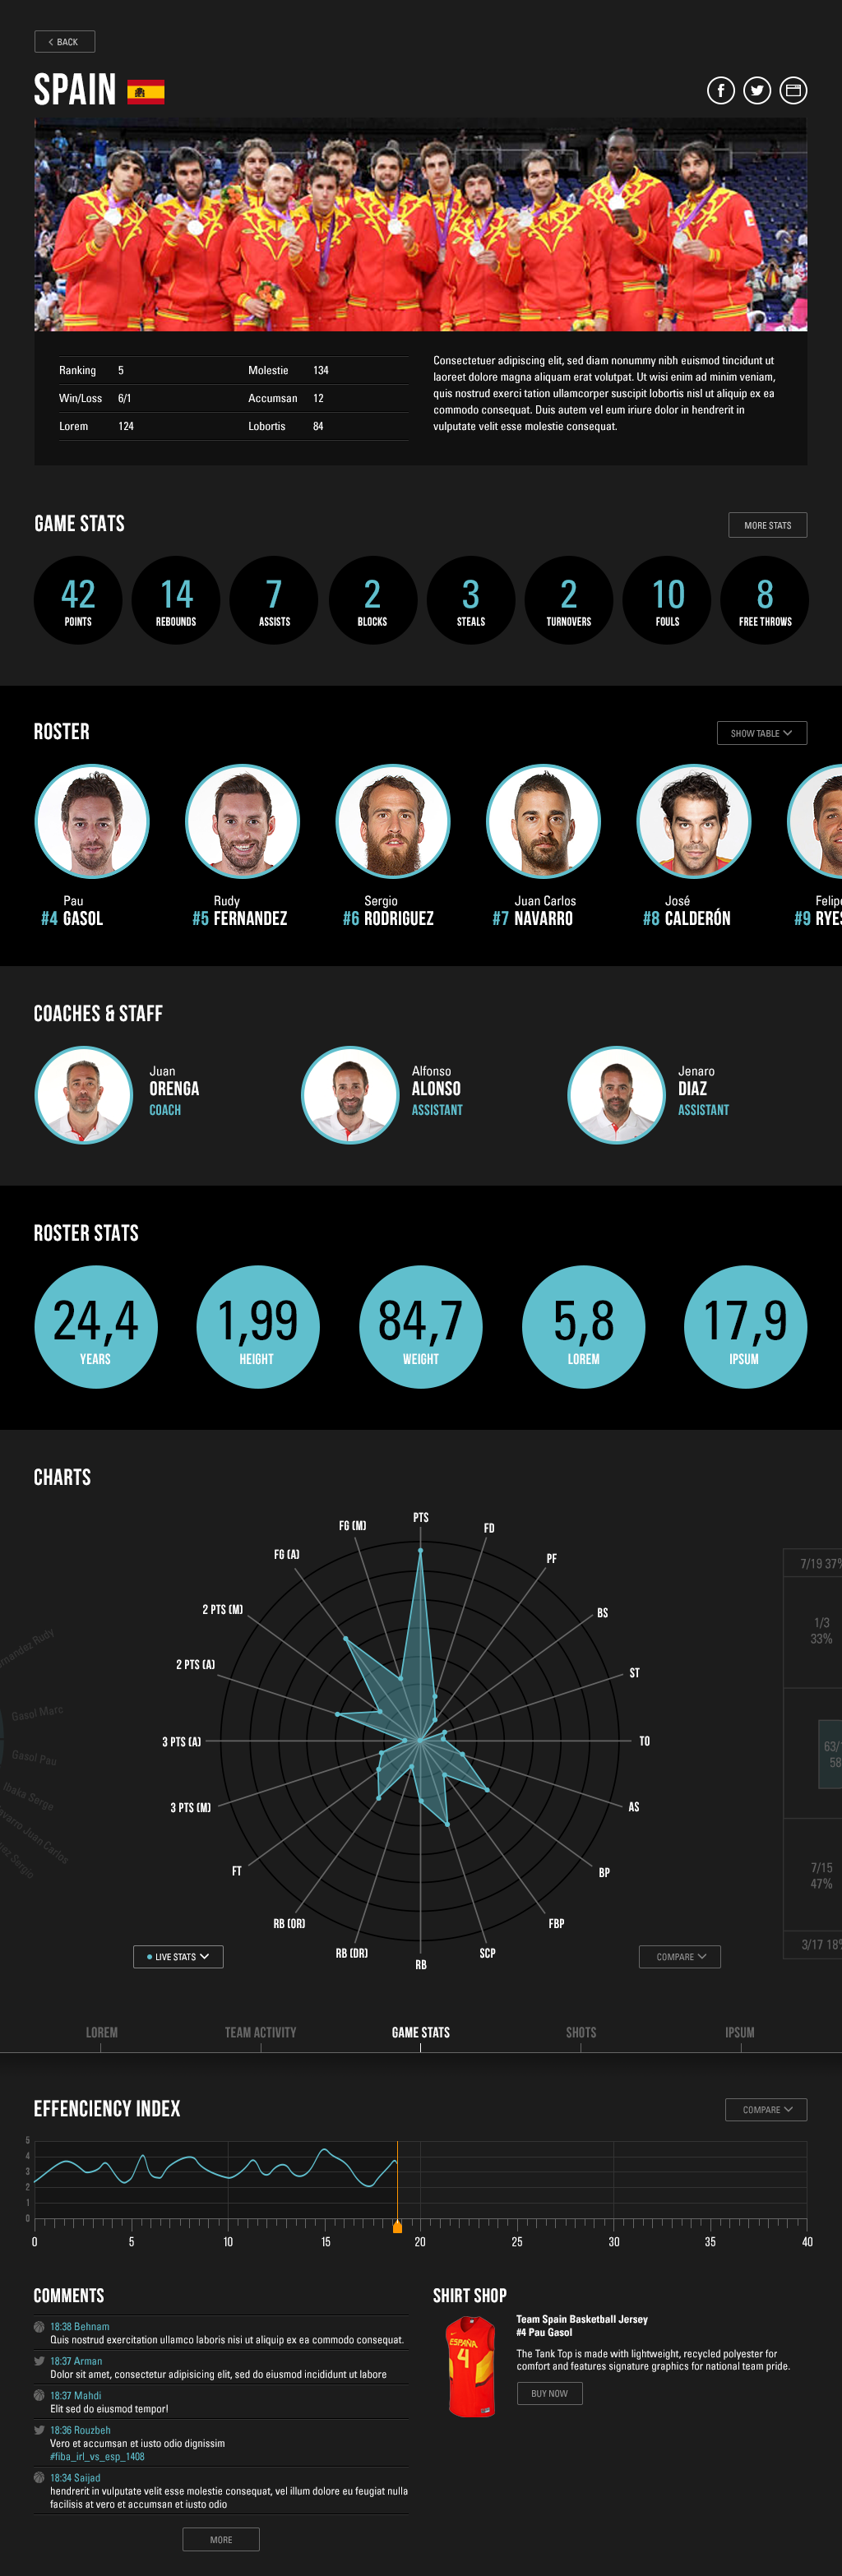 BACK
SPAIN
Ranking 5 Molestie 134
Win/Loss 6/1 Accumsan 12
Lorem 124 Lobortis 84
Consectetuer adipiscing elit, sed diam nonummy nibh euismod tincidunt ut
laoreet dolore magna aliquam erat volutpat. Ut wisi enim ad minim veniam,
quis nostrud exerci tation ullamcorper suscipit lobortis nisl ut aliquip ex ea
commodo consequat. Duis autem vel eum iriure dolor in hendrerit in
vulputate velit esse molestie consequat.
GAME STATS
MORE STATS
42 14 7 2 3 2 10 8
POINTS REBOUNDS ASSISTS BLOCKS STEALS TURNOVERS FOULS FREE THROWS
ROSTER
SHOW TABLE
Pau Rudy Sergio Juan Carlos José Felip
#4 GASOL #5 FERNANDEZ #6 RODRIGUEZ #7 NAVARRO #8 CALDERÓN #9 RYES
COACHES & STAFF
Juan Alfonso Jenaro
ORENGA ALONSO DIAZ
COACH ASSISTANT ASSISTANT
ROSTER STATS
24,4 1,99 84,7 5,8 17,9
YEARS HEIGHT WEIGHT LOREM IPSUM
CHARTS
PTS
FD
PF
BS
ST
TO
AS
BP
FBP
SCP
RB
RB (DR)
RB (OR)
FT
3 PTS (M)
3 PTS (A)
2 PTS (A)
2 PTS (M)
FG (A)
FG (M)
rnandez Rudy
Gasol Marc
Gasol Pau
Ibaka Serge
avarro Juan Carlos
Sergio
7/19 37%
1/3
33%
63/
58
7/15
47%
3/17 18%
LIVE STATS
COMPARE
LOREM TEAM ACTIVITY GAME STATS SHOTS IPSUM
EFFENCIENCY INDEX
COMPARE
5
4
3
2
1
0
0 5 10 15 20 25 30 35 40
COMMENTS
18:38 Behnam
Quis nostrud exercitation ullamco laboris nisi ut aliquip ex ea commodo consequat.
18:37 Arman
Dolor sit amet, consectetur adipisicing elit, sed do eiusmod incididunt ut labore
18:37 Mahdi
Elit sed do eiusmod tempor!
18:36 Rouzbeh
Vero et accumsan et iusto odio dignissim
#fiba_irl_vs_esp_1408
18:34 Saijad
hendrerit in vulputate velit esse molestie consequat, vel illum dolore eu feugiat nulla
facilisis at vero et accumsan et iusto odio
MORE
SHIRT SHOP
ESPAÑA
4
Team Spain Basketball Jersey
#4 Pau Gasol
The Tank Top is made with lightweight, recycled polyester for
comfort and features signature graphics for national team pride.
BUY NOW